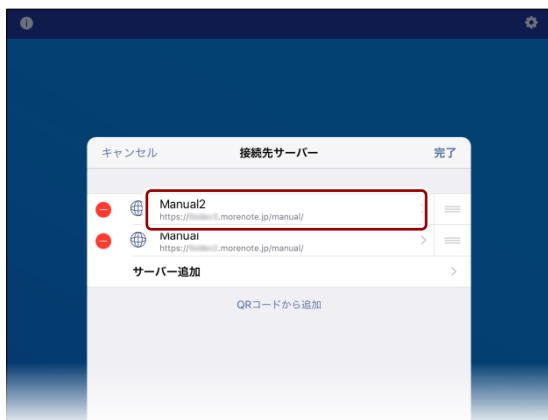 キャンセル 接続先サーバー 完了
Manual2
https:// .morenote.jp/manual/
Manual
https:// .morenote.jp/manual/
サーバー追加
QRコードから追加